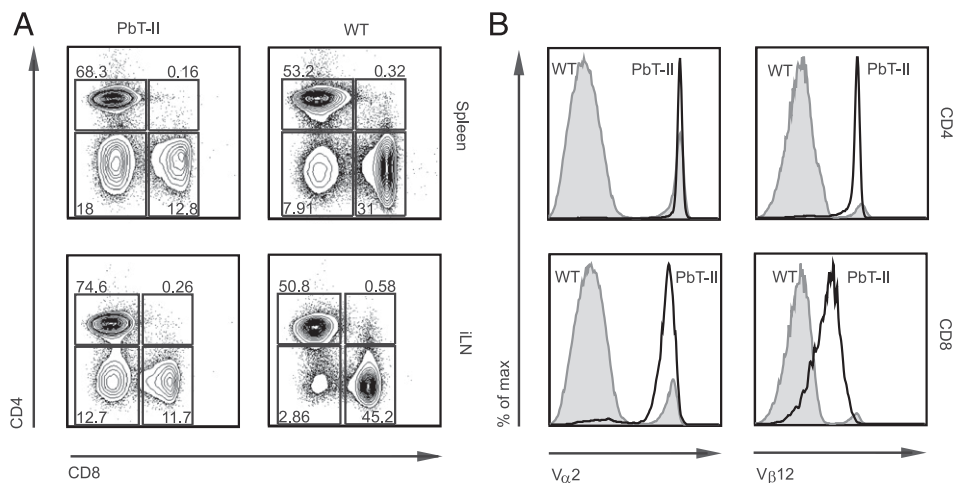 A
PbT-II
WT
68.3
0.16
18
12.8
53.2
0.32
7.91
31
Spleen
74.6
0.26
12.7
11.7
50.8
0.58
2.86
45.2
iLN
CD4
CD8
B
WT
PbT-II
WT
PbT-II
CD4
WT
PbT-II
WT
PbT-II
CD8
% of max
Vα2
Vβ12